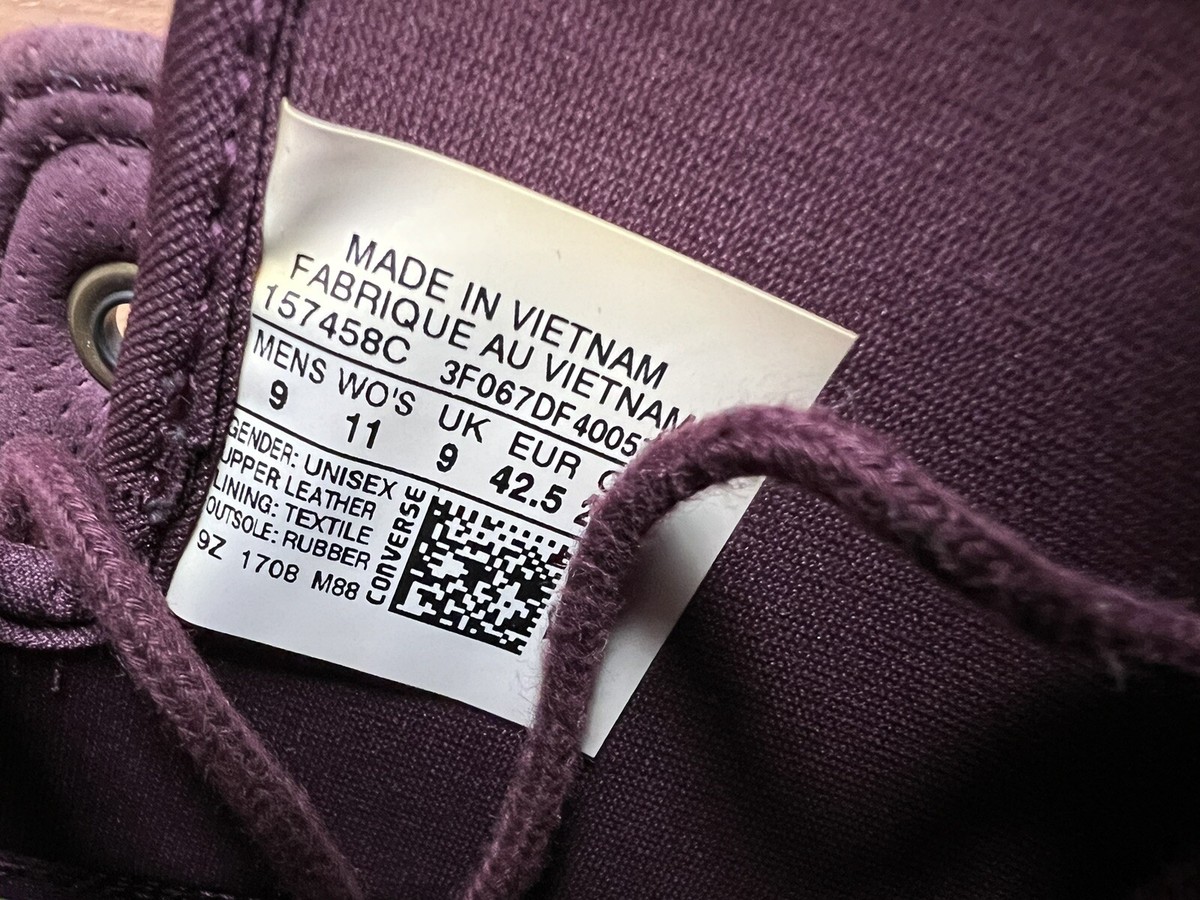 MADE IN VIETNAM
FABRIQUE AU VIETNAM
157458C 3F067DF4005
MENS WO'S UK EUR
9 11 9 42.5
GENDER: UNISEX
UPPER: LEATHER
LINING: TEXTILE
OUTSOLE: RUBBER
9Z 1708 M88
CONVERSE